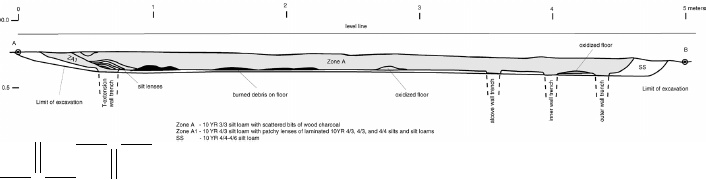 0 1 2 3 4 5 meters
level line
A
B
oxidized floor
ZA1
Zone A
SS
silt lenses
Limit of excavation
T-extension
wall trench
burned debris on floor
oxidized floor
alcove wall trench
inner wall trench
outer wall trench
Limit of excavation
0.5
Zone A - 10 YR 3/3 silt loam with scattered bits of wood charcoal
Zone A1 - 10 YR 4/3 silt loam with patchy lenses of laminated 10YR 4/3, 4/3, and 4/4 silts and silt loams
SS - 10 YR 4/4-4/6 silt loam